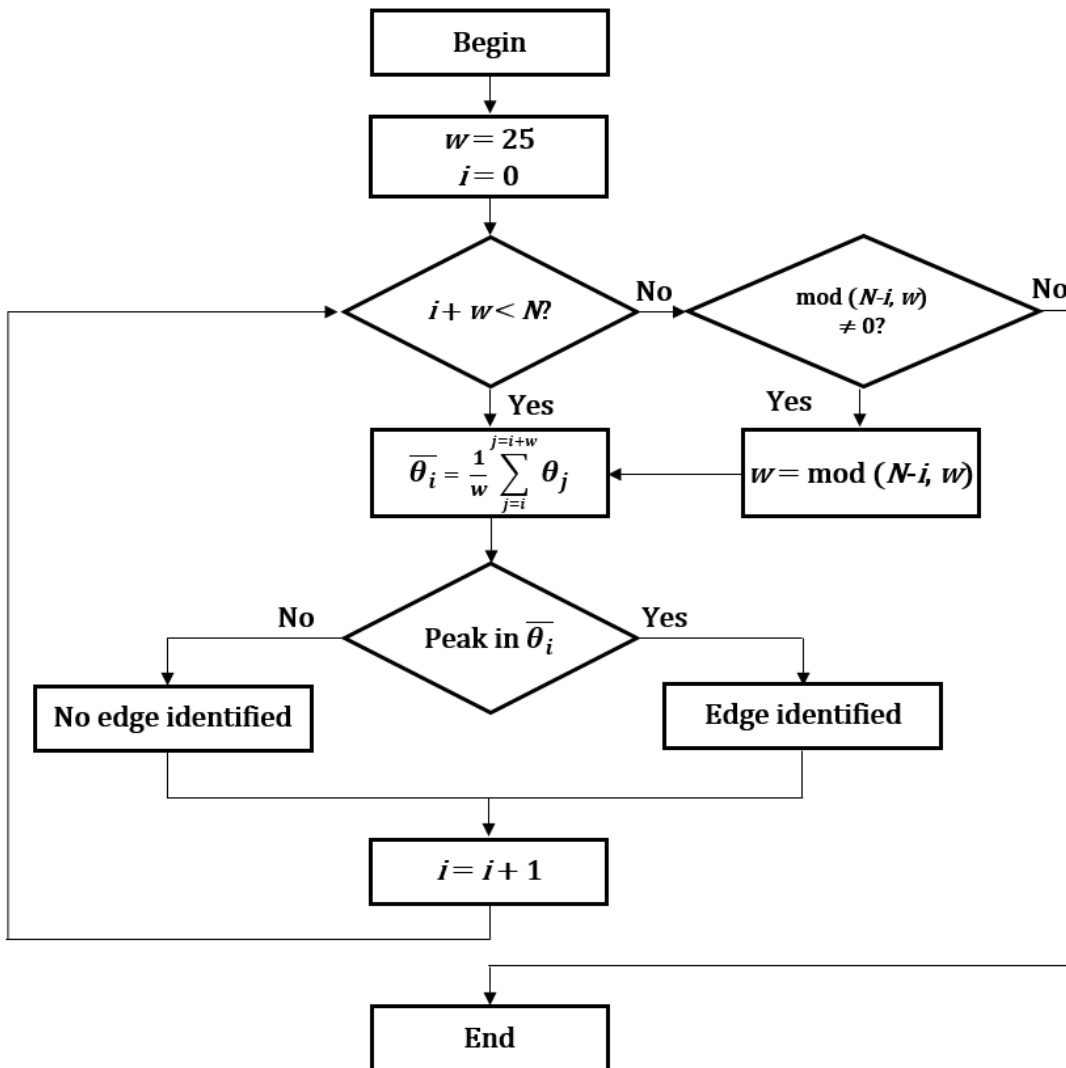 Begin
w = 25
i = 0
i + w < N?
No
mod (N-i, w)
≠ 0?
No
Yes
Yes
j=i+w
θ̅ᵢ = 1/w ∑ θⱼ
j=i
w = mod (N-i, w)
No
Peak in θ̅ᵢ
Yes
No edge identified
Edge identified
i = i + 1
End